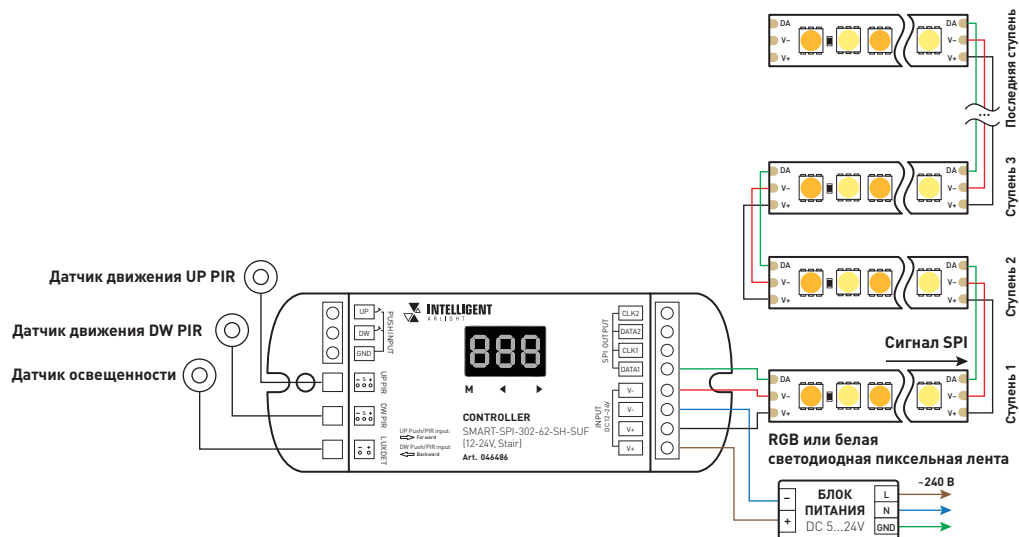 DA
V–
V+
DA
V–
V+
Последняя ступень
...
DA
V–
V+
DA
V–
V+
Ступень 3
DA
V–
V+
DA
V–
V+
Ступень 2
Сигнал SPI
DA
V–
V+
DA
V–
V+
Ступень 1
RGB или белая
светодиодная пиксельная лента
Датчик движения UP PIR
Датчик движения DW PIR
Датчик освещенности
UP
DW
GND
PUSH INPUT
UP PIR
– S +
DW PIR
– S +
LUX DET
– +
INTELLIGENT
ARLIGHT
888
M
UP Push/PIR input:
Forward
DW Push/PIR input:
Backward
CONTROLLER
SMART-SPI-302-62-SH-SUF
(12-24V, Stair)
Art. 046486
SPI OUTPUT
CLK2
DATA2
CLK1
DATA1
INPUT
DC 12-24V
V-
V-
V+
V+
БЛОК
ПИТАНИЯ
DC 5...24V
–
+
L
N
GND
~240 В